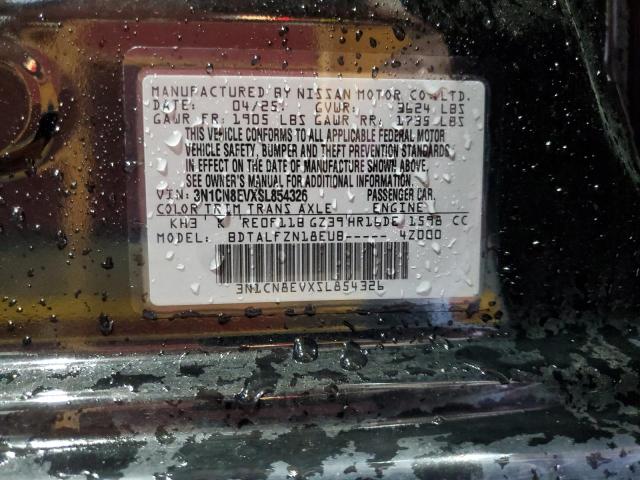 MANUFACTURED BY NISSAN MOTOR CO. LTD.
DATE: 04/25 GVWR: 3624 LBS
GAWR FR: 1905 LBS GAWR RR: 1735 LBS
THIS VEHICLE CONFORMS TO ALL APPLICABLE FEDERAL MOTOR
VEHICLE SAFETY, BUMPER AND THEFT PREVENTION STANDARDS
IN EFFECT ON THE DATE OF MANUFACTURE SHOWN ABOVE.
SEE OWNER'S MANUAL FOR ADDITIONAL INFORMATION
VIN: 3N1CN8EVXSL854326 PASSENGER CAR
COLOR TRIM TRANS AXLE ENGINE
KH3 K RE0F11B GZ39 HR16DE 1598 CC
MODEL: BDTALFZN18EUB----- 4Z000
3N1CN8EVXSL854326